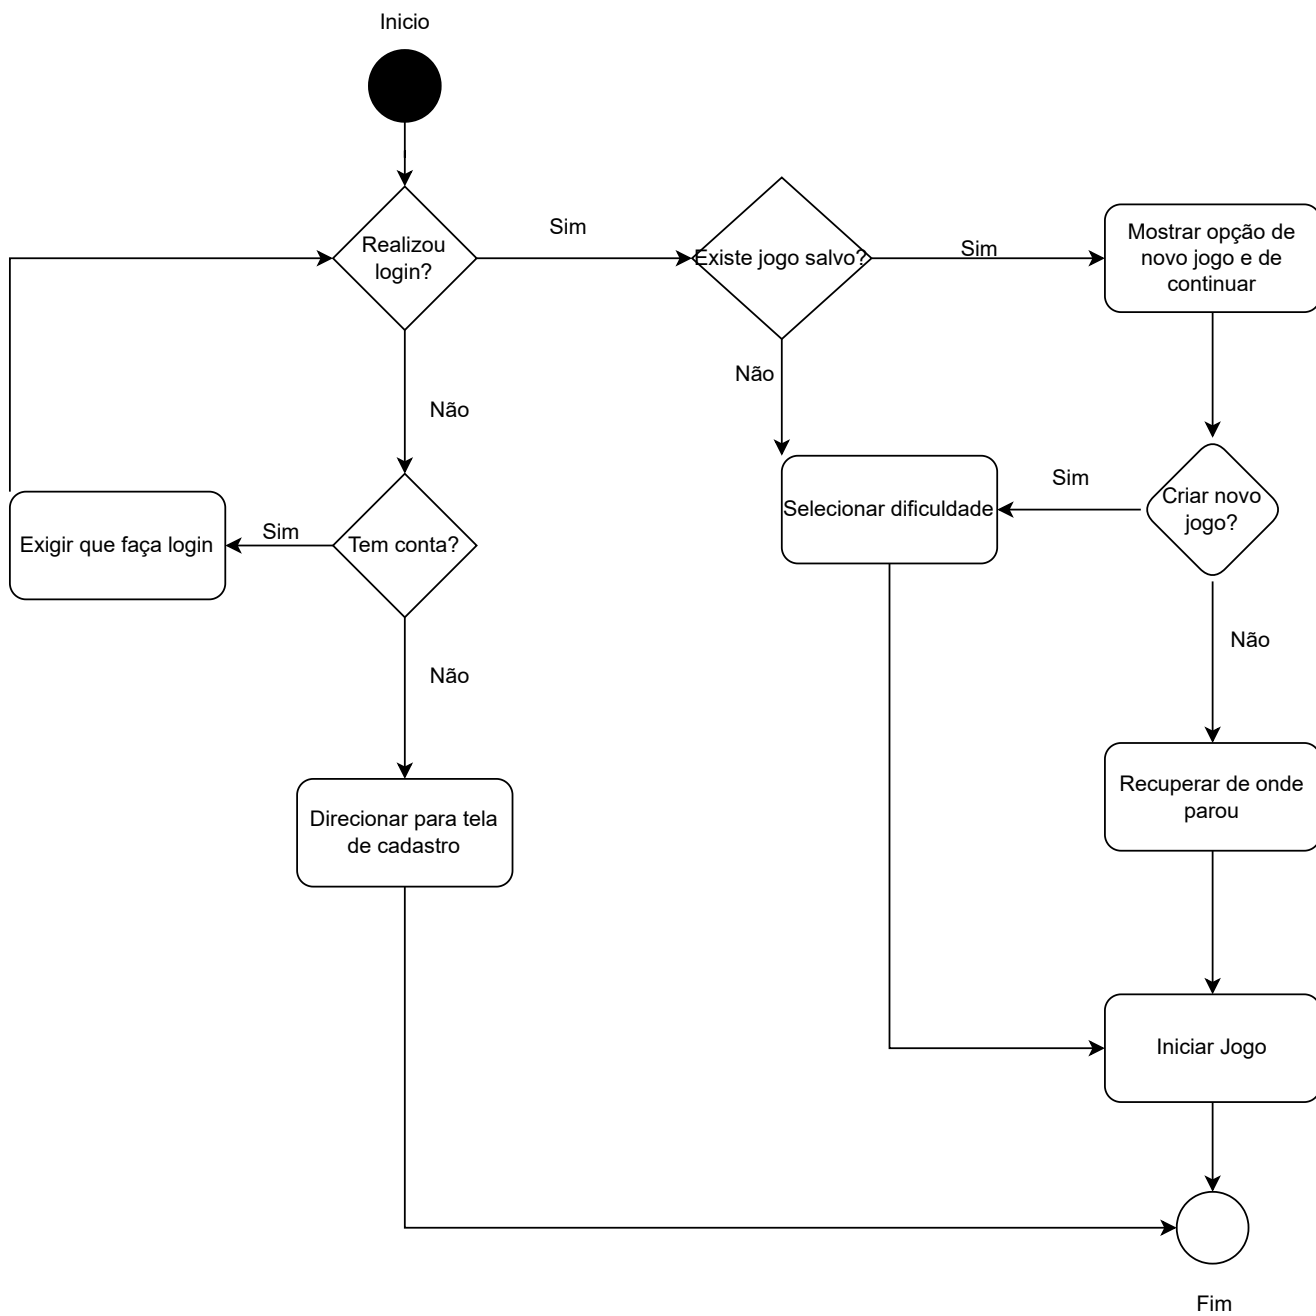 Inicio
Realizou
login?
Sim
Existe jogo salvo?
Sim
Mostrar opção de
novo jogo e de
continuar
Não
Não
Selecionar dificuldade
Sim
Criar novo
jogo?
Exigir que faça login
Sim
Tem conta?
Não
Não
Direcionar para tela
de cadastro
Recuperar de onde
parou
Iniciar Jogo
Fim